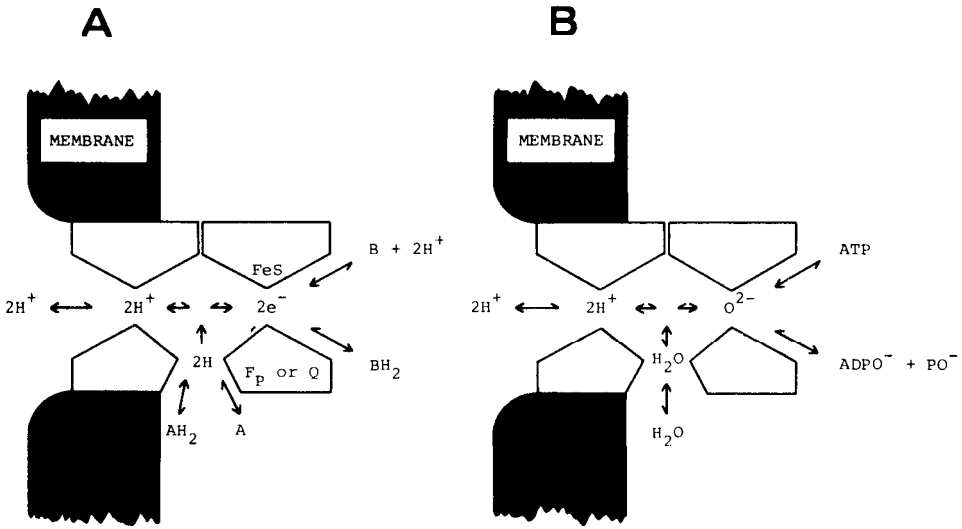 A
B
MEMBRANE
MEMBRANE
FeS
B + 2H⁺
ATP
2H⁺
2H⁺
2e⁻
2H⁺
2H⁺
O²⁻
2H
Fₚ or Q
BH₂
H₂O
ADPO⁻ + PO⁻
AH₂
A
H₂O